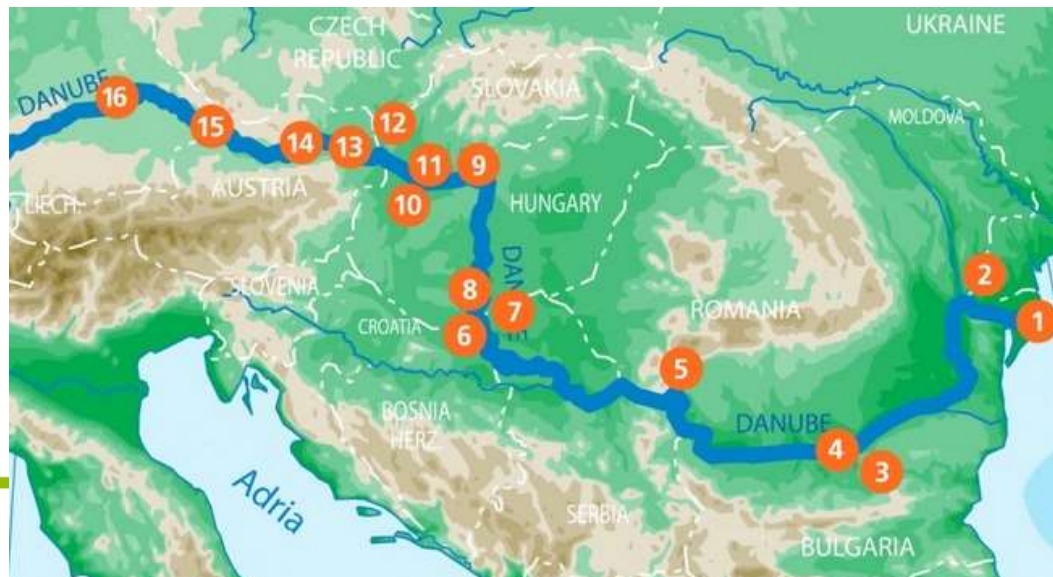 CZECH
REPUBLIC
UKRAINE
DANUBE
16
SLOVAKIA
15
12
MOLDOVA
14
13
11
9
AUSTRIA
LIECH.
10
HUNGARY
DANUBE
SLOVENIA
8
7
2
CROATIA
6
ROMANIA
1
5
BOSNIA
HERZ.
DANUBE
4
3
Adria
SERBIA
BULGARIA